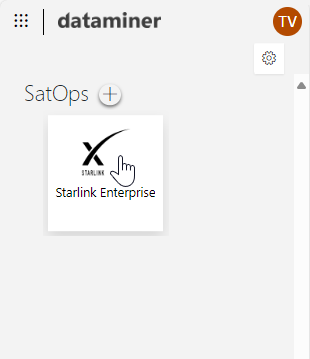 dataminer
TV
SatOps
STARLINK
Starlink Enterprise